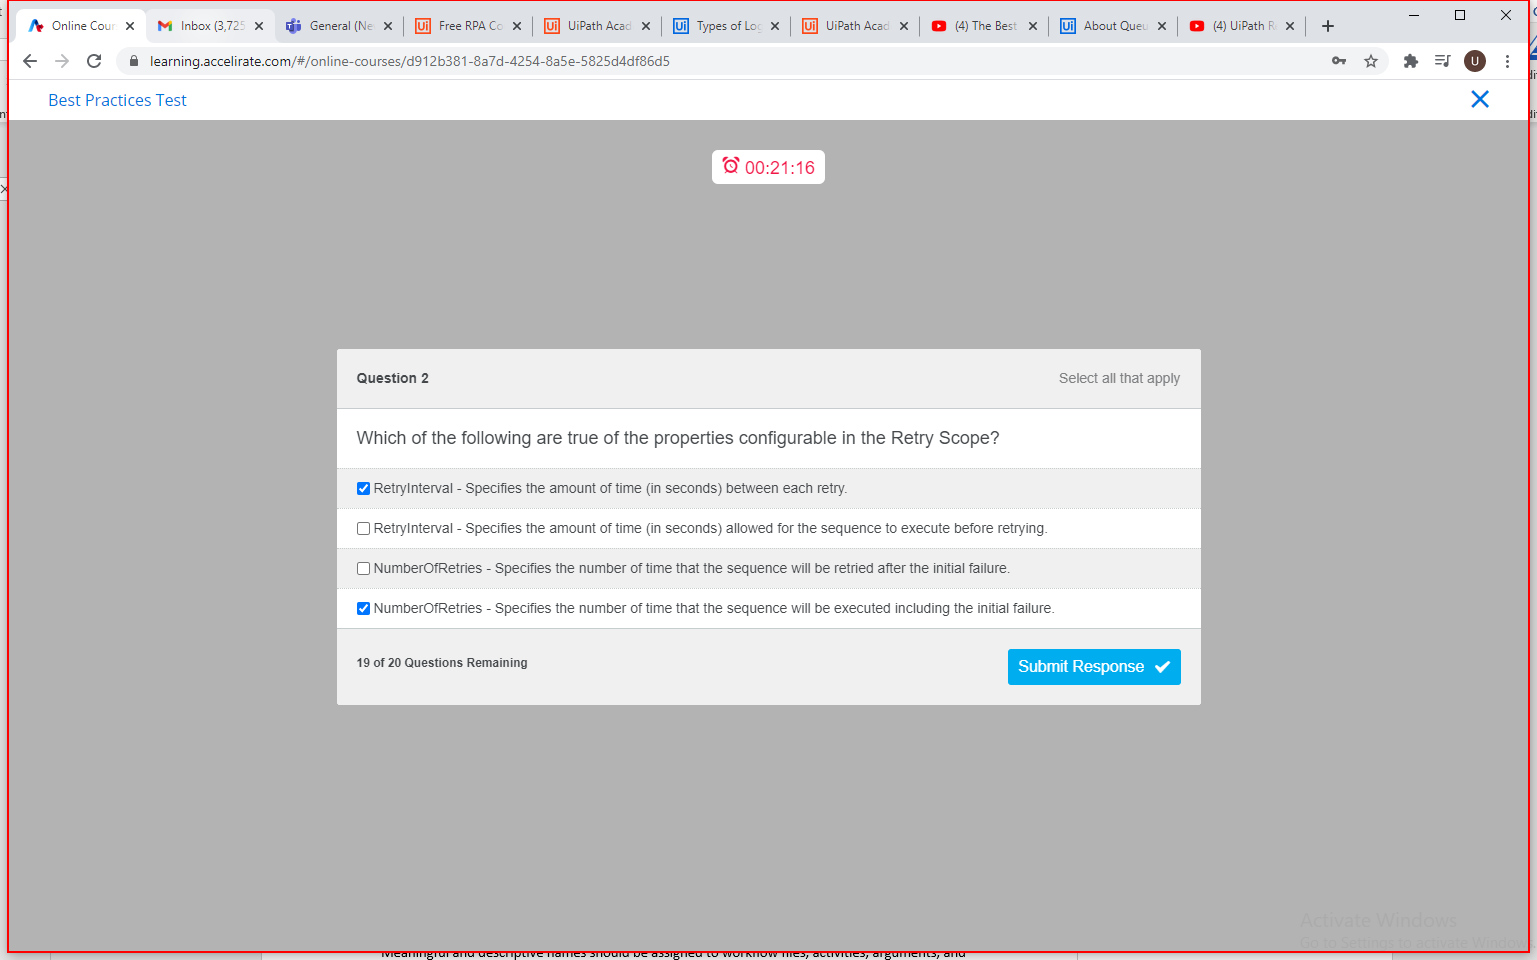 Online Cour
Inbox (3,725
General (Ne
Free RPA Co
UiPath Acad
Types of Log
UiPath Acad
(4) The Best
About Queu
(4) UiPath R
learning.accelirate.com/#/online-courses/d912b381-8a7d-4254-8a5e-5825d4df86d5
U
Best Practices Test
00:21:16
Question 2
Select all that apply
Which of the following are true of the properties configurable in the Retry Scope?
RetryInterval - Specifies the amount of time (in seconds) between each retry.
RetryInterval - Specifies the amount of time (in seconds) allowed for the sequence to execute before retrying.
NumberOfRetries - Specifies the number of time that the sequence will be retried after the initial failure.
NumberOfRetries - Specifies the number of time that the sequence will be executed including the initial failure.
19 of 20 Questions Remaining
Submit Response
Activate Windows
Go to Settings to activate Windows
Meaningful and descriptive names should be assigned to workflow files, activities, arguments, and